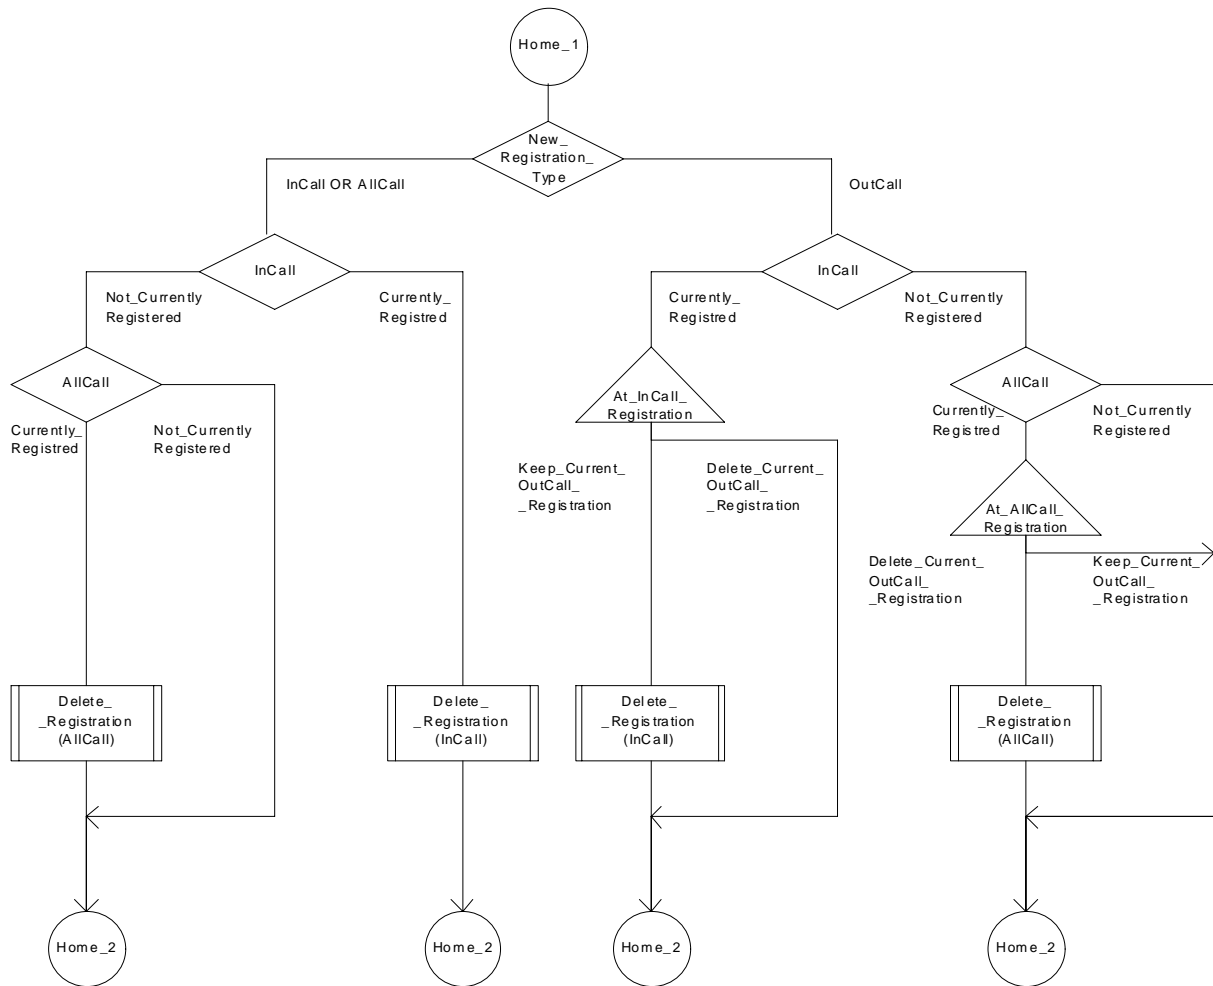 Home_1
New_
Registration_
Type
InCall OR AllCall
OutCall
InCall
InCall
Not_Currently
Registered
Currently_
Registred
Currently_
Registred
Not_Currently
Registered
AllCall
At_InCall_
Registration
AllCall
Currently_
Registred
Not_Currently
Registered
Currently_
Registred
Not_Currently
Registered
Keep_Current_
OutCall_
_Registration
Delete_Current_
OutCall_
_Registration
At_AllCall_
Registration
Delete_Current_
OutCall_
_Registration
Keep_Current_
OutCall_
_Registration
Delete_
_Registration
(AllCall)
Delete_
_Registration
(InCall)
Delete_
_Registration
(InCall)
Delete_
_Registration
(AllCall)
Home_2
Home_2
Home_2
Home_2